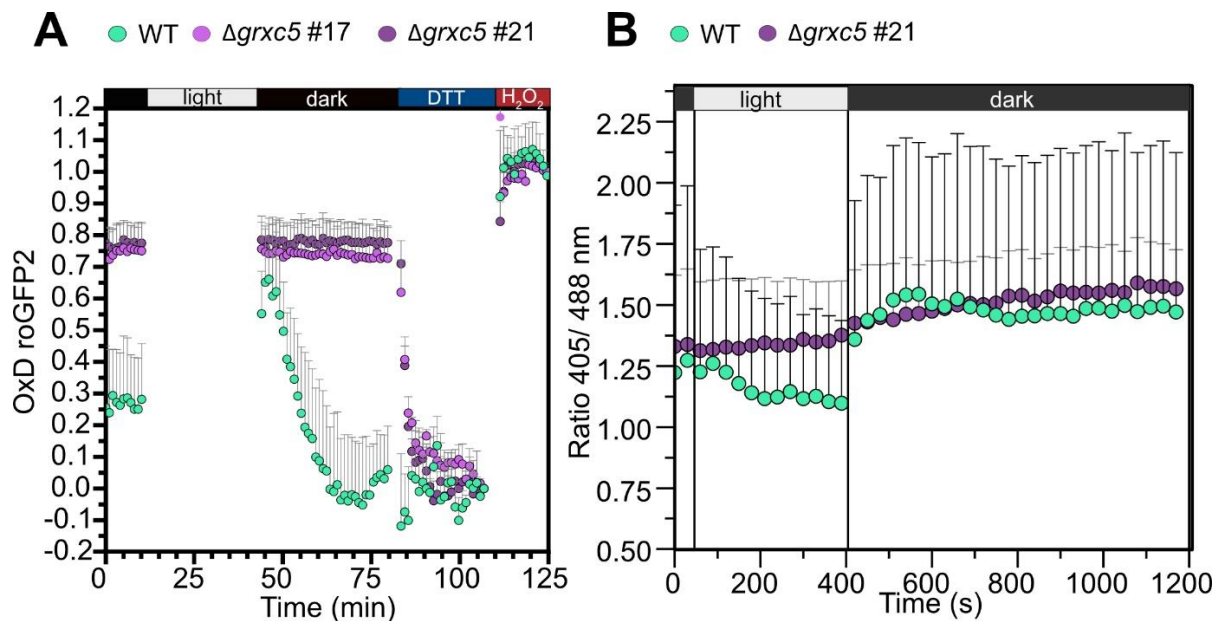 A WT Δgrxc5 #17 Δgrxc5 #21
light dark DTT H₂O₂
1.2
1.1
1.0
0.9
0.8
0.7
0.6
0.5
0.4
0.3
0.2
0.1
0.0
-0.1
-0.2
OxD roGFP2
0 25 50 75 100 125
Time (min)
B WT Δgrxc5 #21
light dark
2.25
2.00
1.75
1.50
1.25
1.00
0.75
0.50
Ratio 405/ 488 nm
0 200 400 600 800 1000 1200
Time (s)